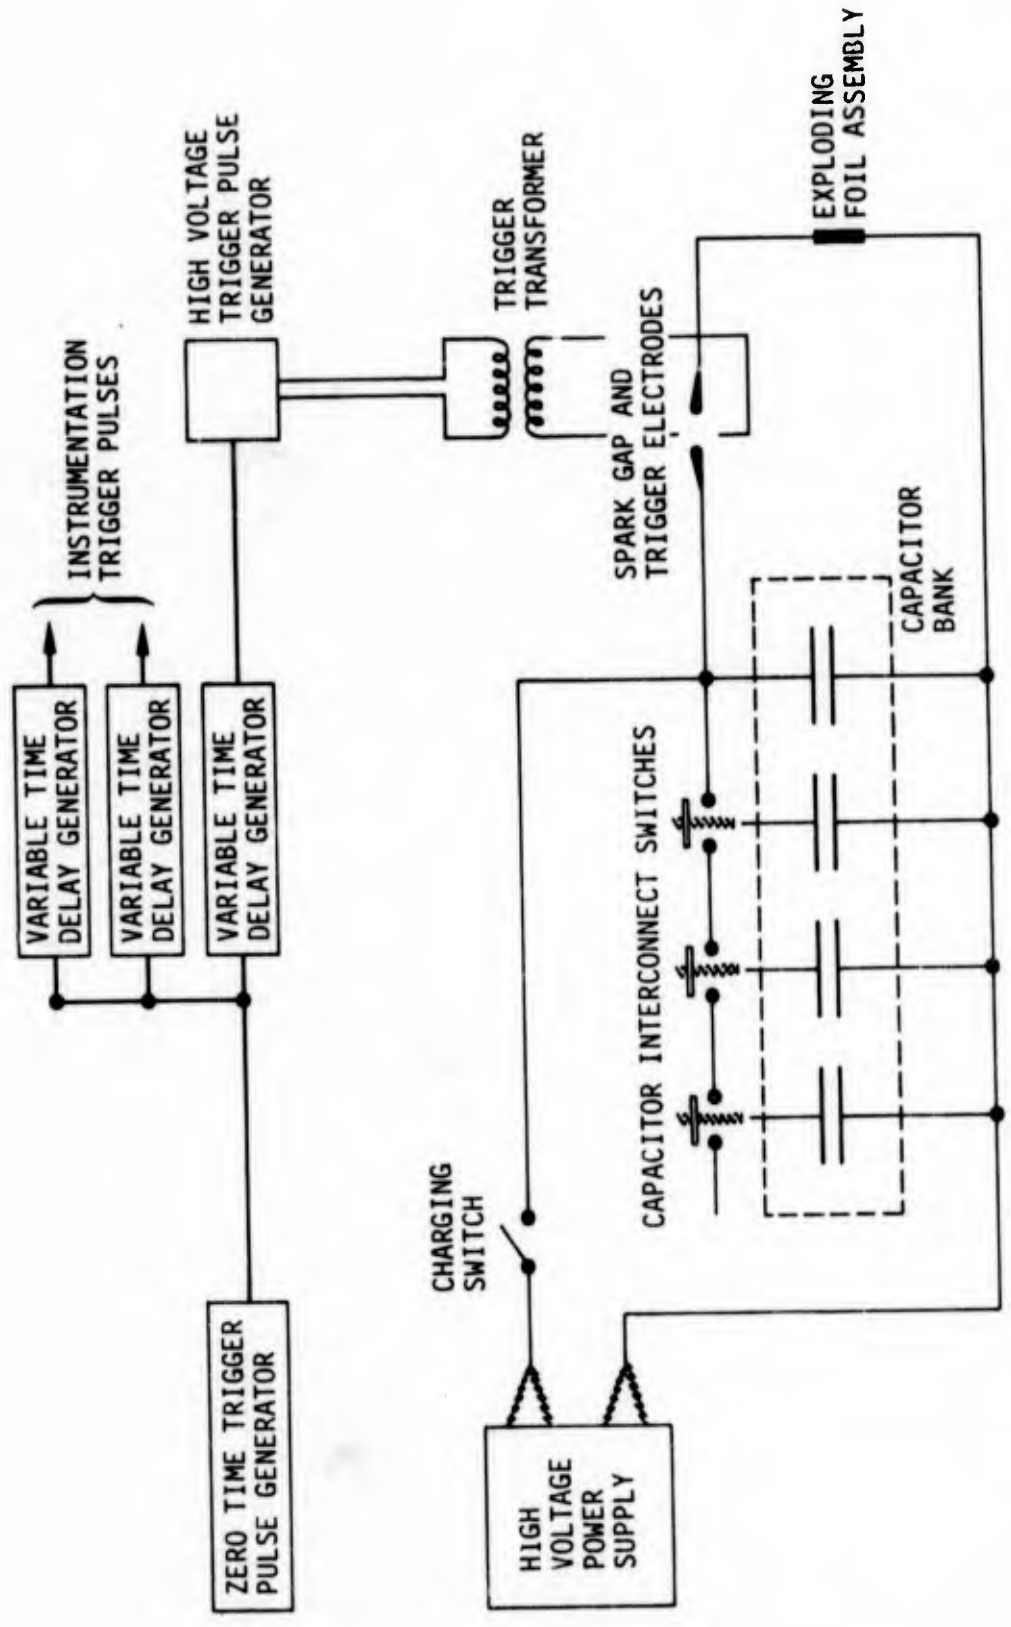 VARIABLE TIME
DELAY GENERATOR
VARIABLE TIME
DELAY GENERATOR
VARIABLE TIME
DELAY GENERATOR
INSTRUMENTATION
TRIGGER PULSES
ZERO TIME TRIGGER
PULSE GENERATOR
HIGH VOLTAGE
TRIGGER PULSE
GENERATOR
TRIGGER
TRANSFORMER
CHARGING
SWITCH
HIGH
VOLTAGE
POWER
SUPPLY
SPARK GAP AND
TRIGGER ELECTRODES
CAPACITOR INTERCONNECT SWITCHES
EXPLODING
FOIL ASSEMBLY
CAPACITOR
BANK